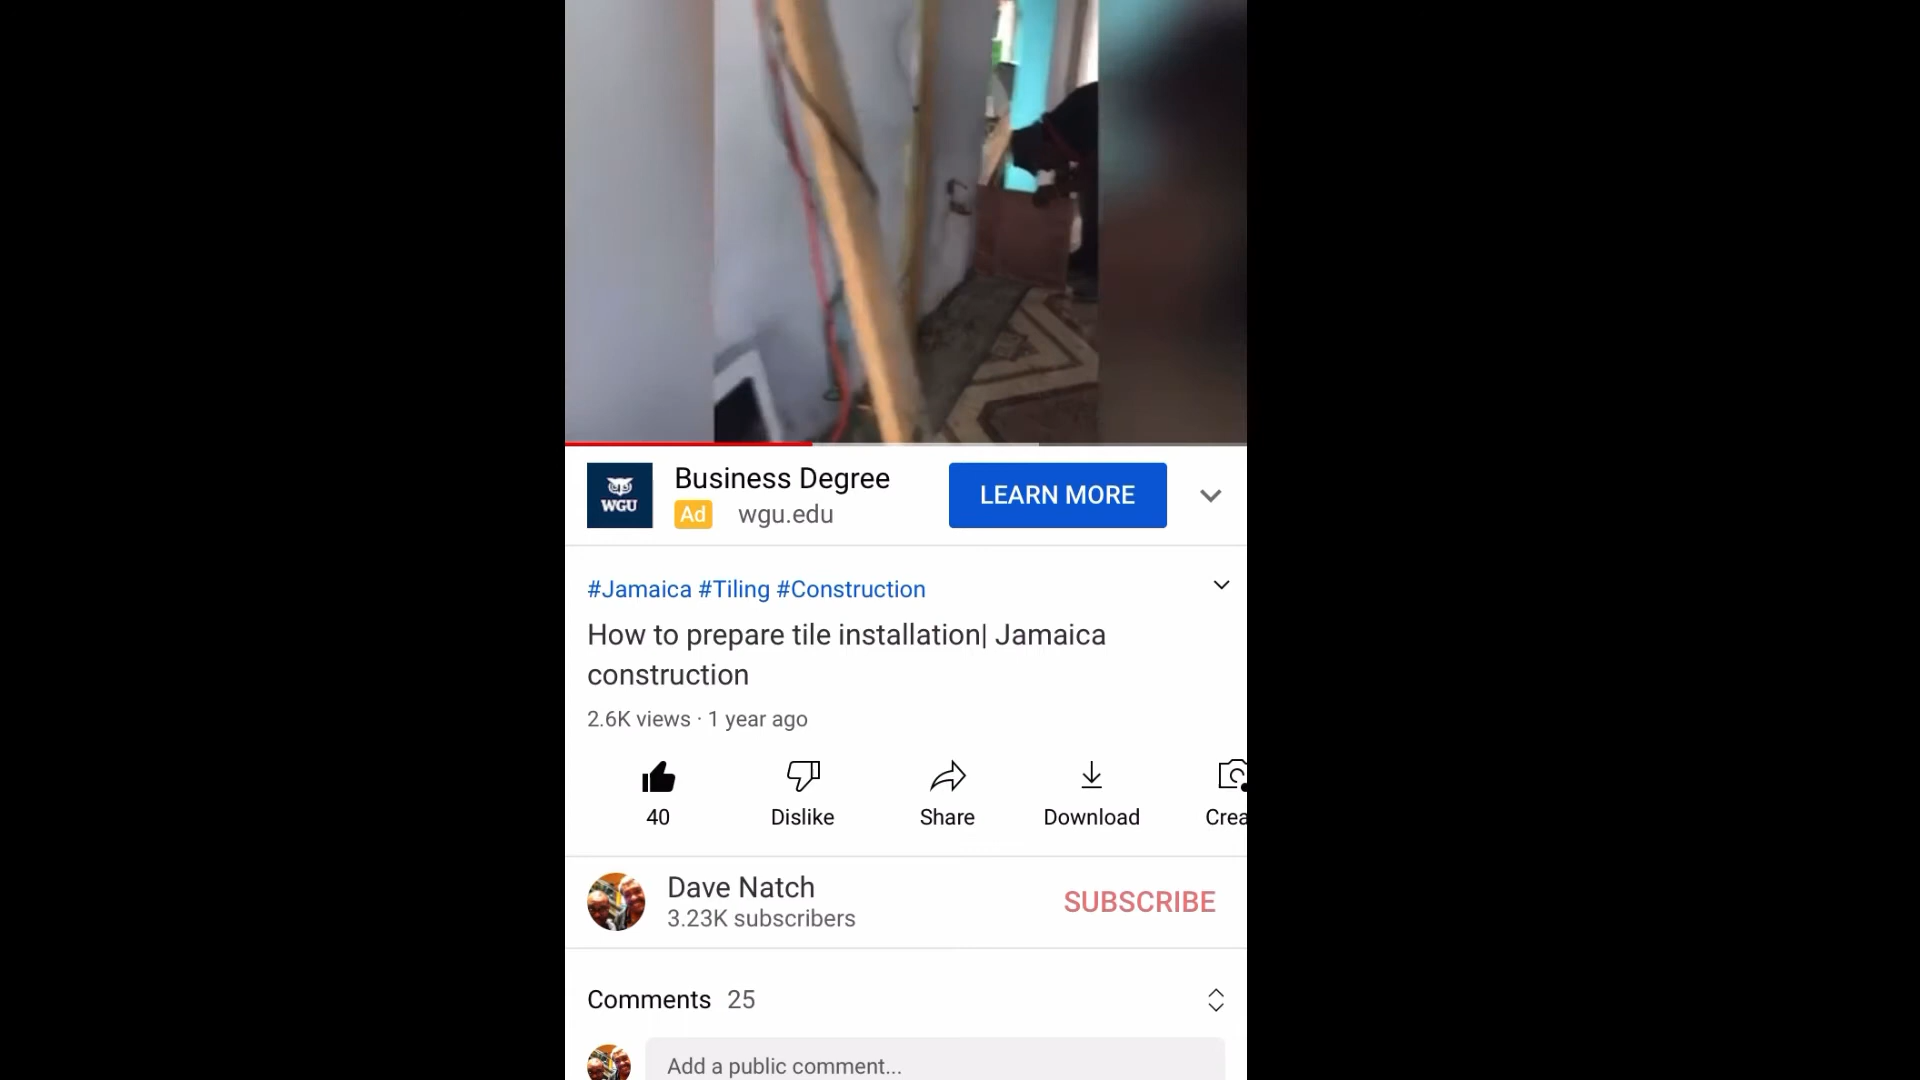 Business Degree
LEARN MORE
WGU
Ad wgu.edu
#Jamaica #Tiling #Construction
How to prepare tile installation| Jamaica
construction
2.6K views · 1 year ago
40 Dislike Share Download Crea
Dave Natch
3.23K subscribers
SUBSCRIBE
Comments 25
Add a public comment...